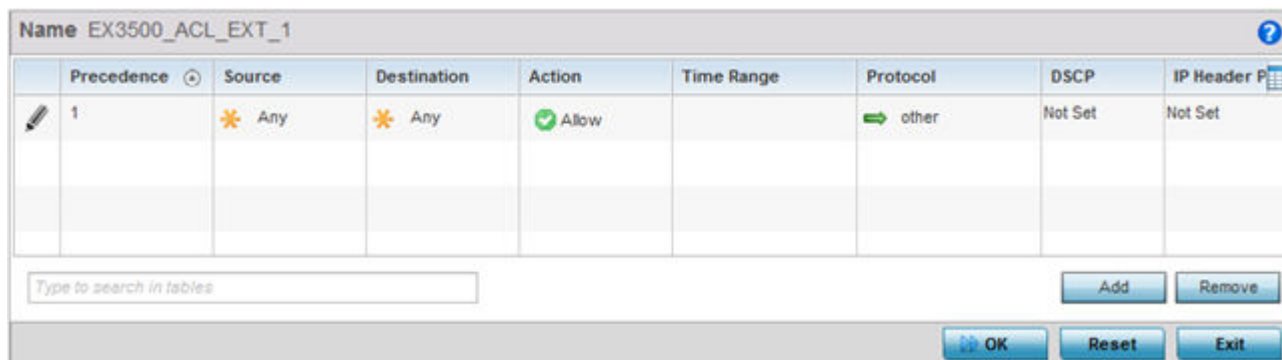 Name EX3500_ACL_EXT_1
?
Precedence Source Destination Action Time Range Protocol DSCP IP Header P
1 Any Any Allow other Not Set Not Set
Type to search in tables
Add Remove
OK Reset Exit